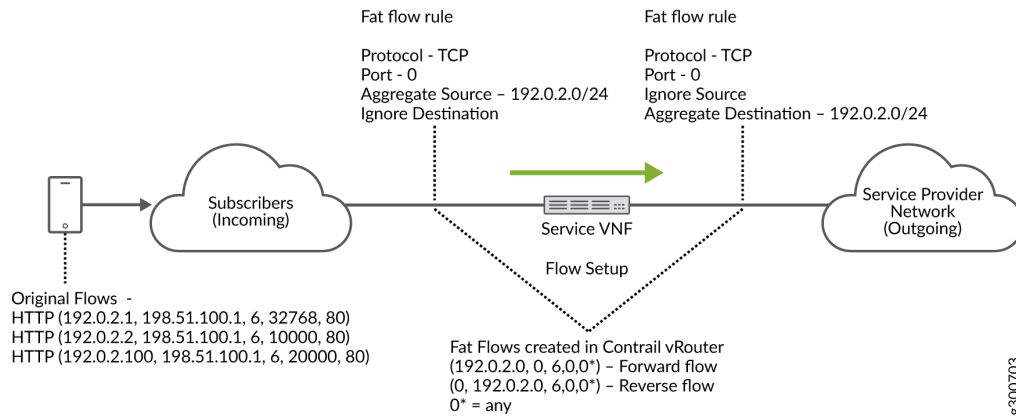 Fat flow rule
Protocol - TCP
Port - 0
Aggregate Source – 192.0.2.0/24
Ignore Destination
Fat flow rule
Protocol - TCP
Port - 0
Ignore Source
Aggregate Destination – 192.0.2.0/24
Subscribers
(Incoming)
Service VNF
Service Provider
Network
(Outgoing)
Flow Setup
Original Flows -
HTTP (192.0.2.1, 198.51.100.1, 6, 32768, 80)
HTTP (192.0.2.2, 198.51.100.1, 6, 10000, 80)
HTTP (192.0.2.100, 198.51.100.1, 6, 20000, 80)
Fat Flows created in Contrail vRouter
(192.0.2.0, 0, 6,0,0*) – Forward flow
(0, 192.0.2.0, 6,0,0*) – Reverse flow
0* = any
g300703